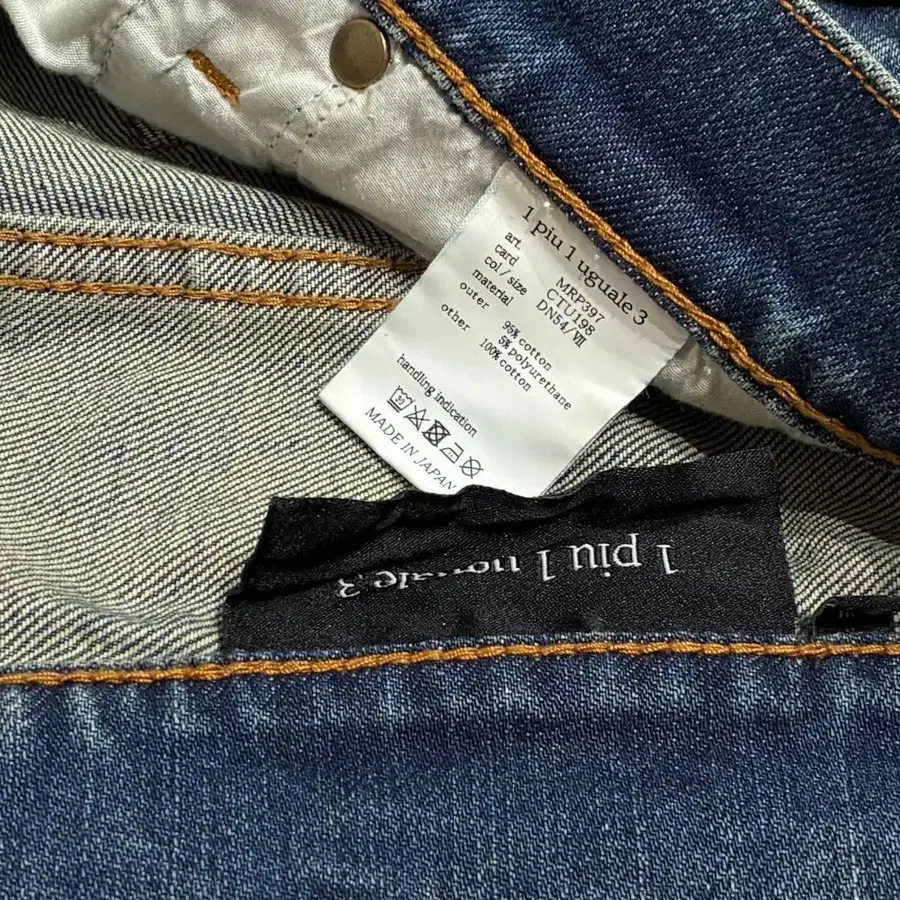 1 piu 1 uguale 3
art. MRP397
card CTU198
col / size DN54/Ⅶ
material
outer 95% cotton
5% polyurethane
other 100% cotton
handling indication
30
MADE IN JAPAN
1 piu 1 uguale 3